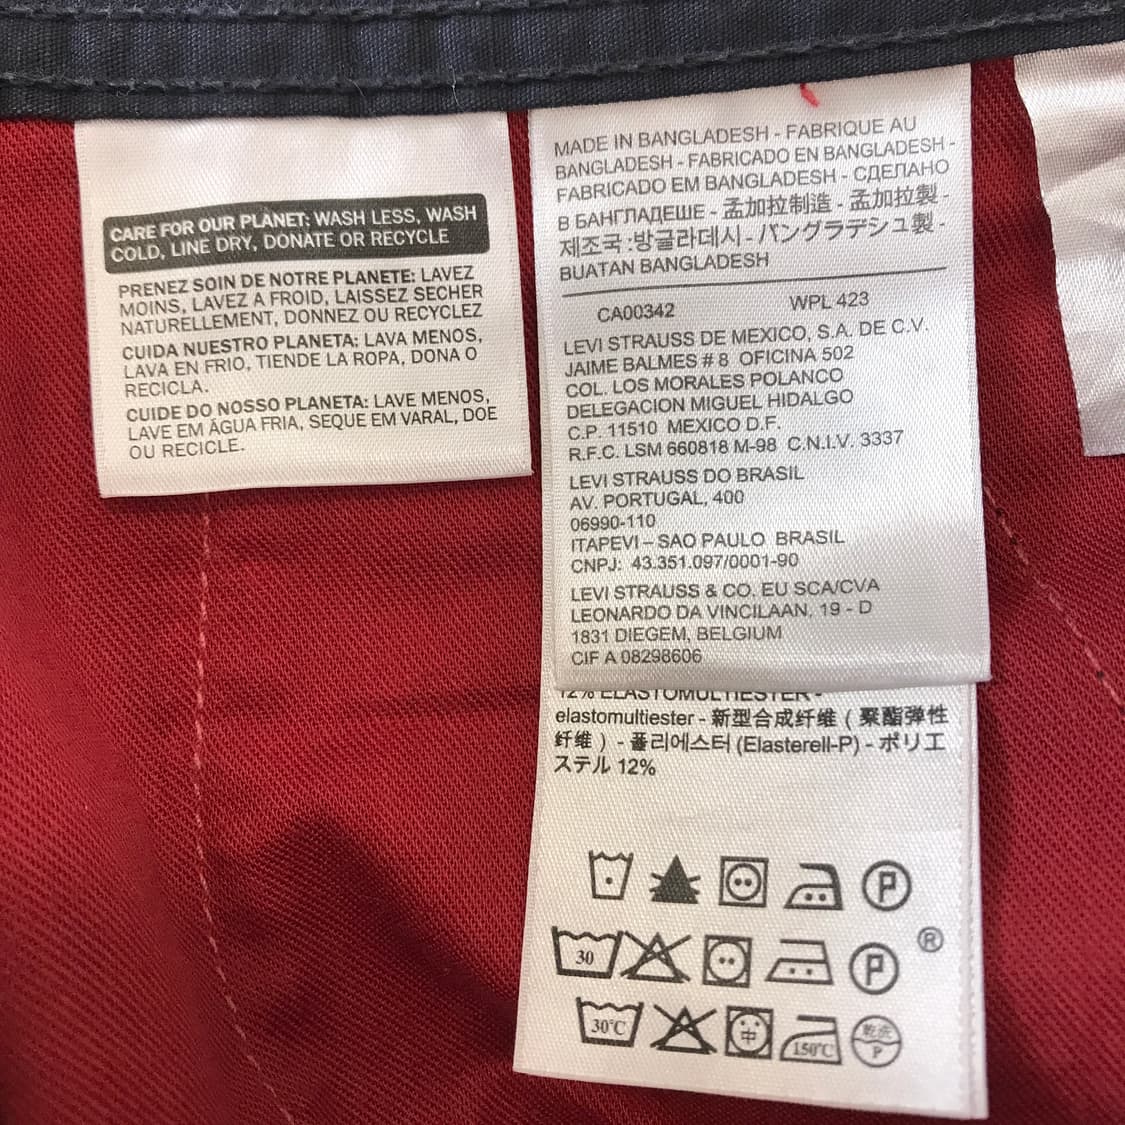 CARE FOR OUR PLANET: WASH LESS, WASH
COLD, LINE DRY, DONATE OR RECYCLE
PRENEZ SOIN DE NOTRE PLANETE: LAVEZ
MOINS, LAVEZ A FROID, LAISSEZ SECHER
NATURELLEMENT, DONNEZ OU RECYCLEZ
CUIDA NUESTRO PLANETA: LAVA MENOS,
LAVA EN FRIO, TIENDE LA ROPA, DONA O
RECICLA.
CUIDE DO NOSSO PLANETA: LAVE MENOS,
LAVE EM ÁGUA FRIA, SEQUE EM VARAL, DOE
OU RECICLE.
MADE IN BANGLADESH - FABRIQUE AU
BANGLADESH - FABRICADO EN BANGLADESH -
FABRICADO EM BANGLADESH - СДЕЛАНО
В БАНГЛАДЕШЕ - 孟加拉制造 - 孟加拉製 -
제조국 :방글라데시 - バングラデシュ製 -
BUATAN BANGLADESH
CA00342 WPL 423
LEVI STRAUSS DE MEXICO, S.A. DE C.V.
JAIME BALMES # 8 OFICINA 502
COL. LOS MORALES POLANCO
DELEGACION MIGUEL HIDALGO
C.P. 11510 MEXICO D.F.
R.F.C. LSM 660818 M-98 C.N.I.V. 3337
LEVI STRAUSS DO BRASIL
AV. PORTUGAL, 400
06990-110
ITAPEVI – SAO PAULO BRASIL
CNPJ: 43.351.097/0001-90
LEVI STRAUSS & CO. EU SCA/CVA
LEONARDO DA VINCILAAN, 19 - D
1831 DIEGEM, BELGIUM
CIF A 08298606
12% ELASTOMULTIESTER -
elastomultiester - 新型合成纤维 ( 聚酯弹性
纤维 ) - 폴리에스터 (Elasterell-P) - ポリエ
ステル 12%
P
30 P ®
30℃ 中 150℃ 乾洗 P